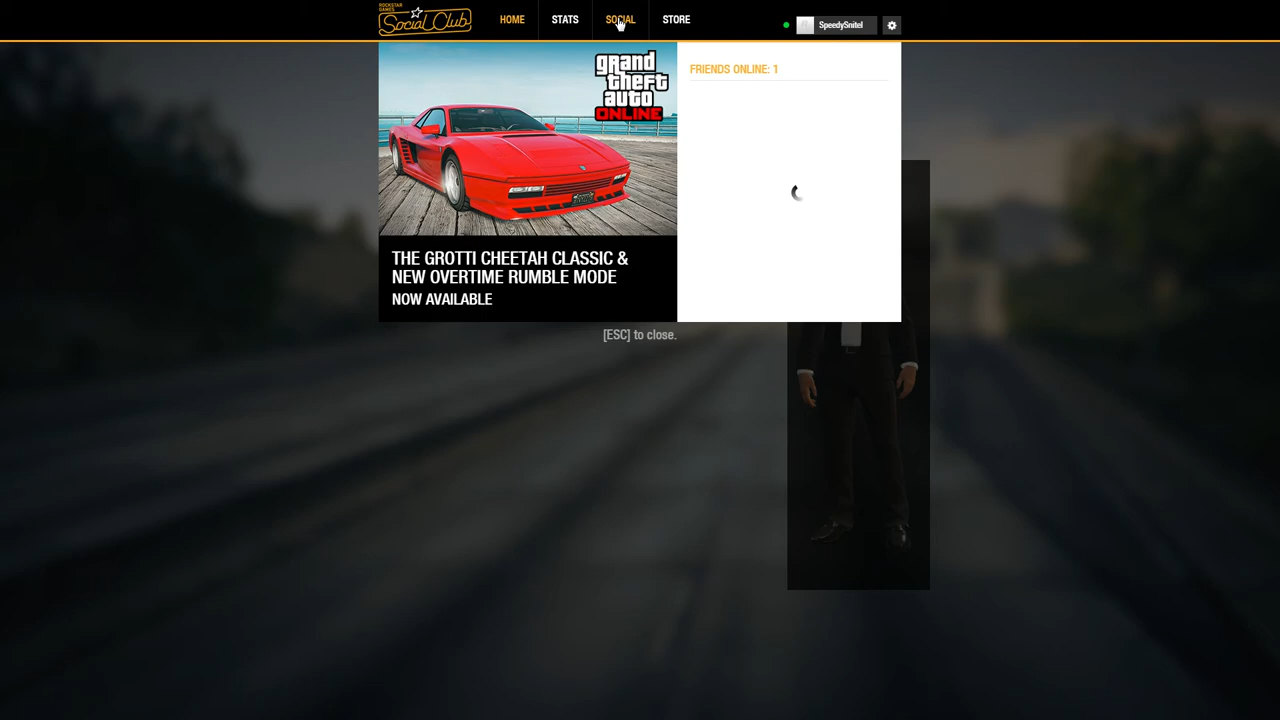 ROCKSTAR
GAMES
Social Club
HOME
STATS
SOCIAL
STORE
SpeedySnitel
grand
theft
auto
ONLINE
FRIENDS ONLINE: 1
THE GROTTI CHEETAH CLASSIC &
NEW OVERTIME RUMBLE MODE
NOW AVAILABLE
[ESC] to close.